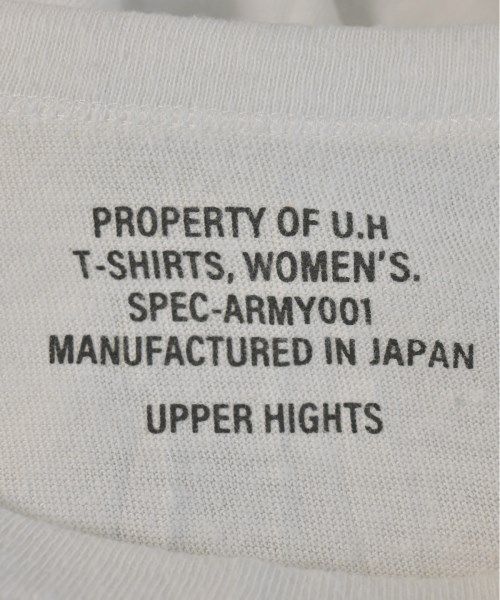 PROPERTY OF U.H
T-SHIRTS, WOMEN'S.
SPEC-ARMY001
MANUFACTURED IN JAPAN
UPPER HIGHTS